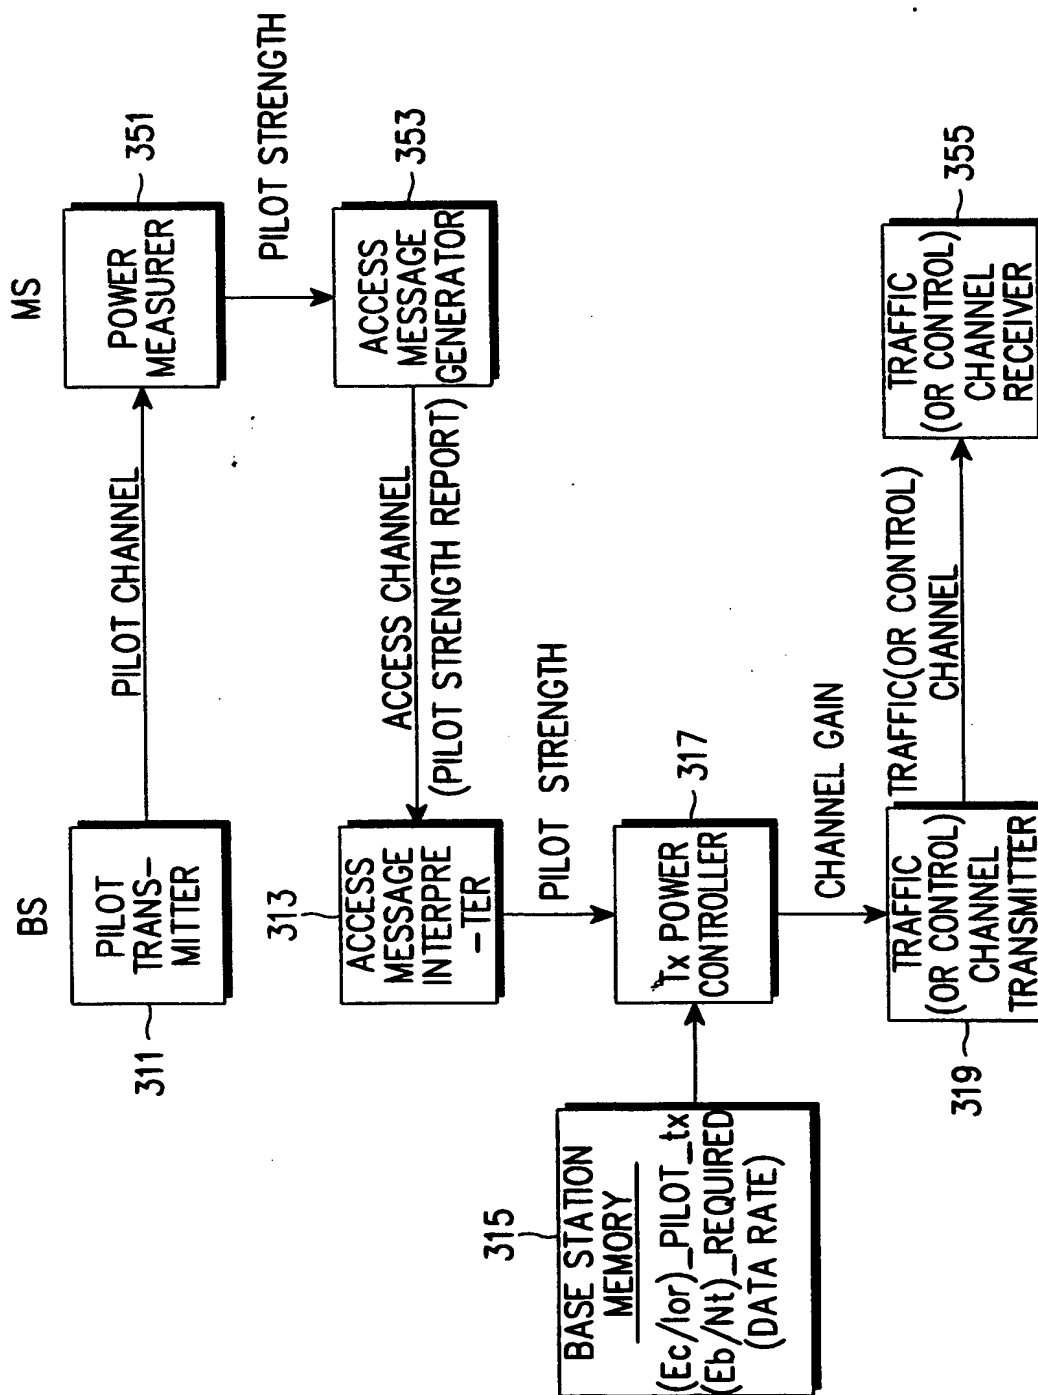 BS
MS
PILOT
TRANS-
MITTER
311
PILOT CHANNEL
POWER
MEASURER
351
PILOT STRENGTH
313
ACCESS
MESSAGE
INTERPRE
-TER
ACCESS CHANNEL
(PILOT STRENGTH REPORT)
ACCESS
MESSAGE
GENERATOR
353
PILOT STRENGTH
315
BASE STATION
MEMORY
(Ec/Ior)_PILOT_tx
(Eb/Nt)_REQUIRED
(DATA RATE)
Tx POWER
CONTROLLER
317
CHANNEL GAIN
319
TRAFFIC
(OR CONTROL)
CHANNEL
TRANSMITTER
TRAFFIC(OR CONTROL)
CHANNEL
TRAFFIC
(OR CONTROL)
CHANNEL
RECEIVER
355